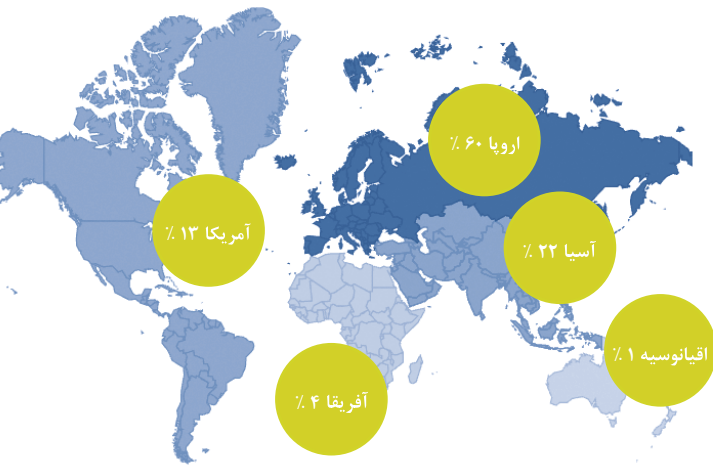 اروپا ۶۰ ٪
آمریکا ۱۳ ٪
آسیا ۲۲ ٪
اقیانوسیه ۱ ٪
آفریقا ۴ ٪